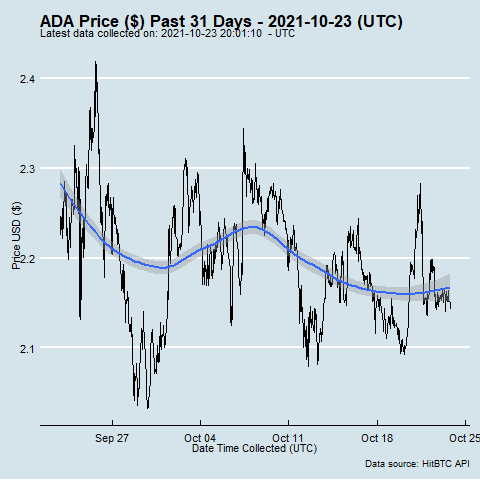 ADA Price ($) Past 31 Days - 2021-10-23 (UTC)
Latest data collected on: 2021-10-23 20:01:10 - UTC
2.4
2.3
2.2
2.1
Price USD ($)
Sep 27
Oct 04
Oct 11
Oct 18
Oct 25
Date Time Collected (UTC)
Data source: HitBTC API